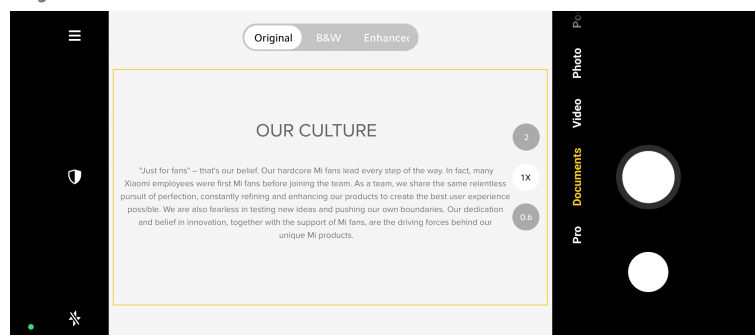 Original B&W Enhanced
OUR CULTURE
"Just for fans" – that's our belief. Our hardcore Mi fans lead every step of the way. In fact, many
Xiaomi employees were first Mi fans before joining the team. As a team, we share the same relentless
pursuit of perfection, constantly refining and enhancing our products to create the best user experience
possible. We are also fearless in testing new ideas and pushing our own boundaries. Our dedication
and belief in innovation, together with the support of Mi fans, are the driving forces behind our
unique Mi products.
2
1X
0.6
Photo
Video
Documents
Pro